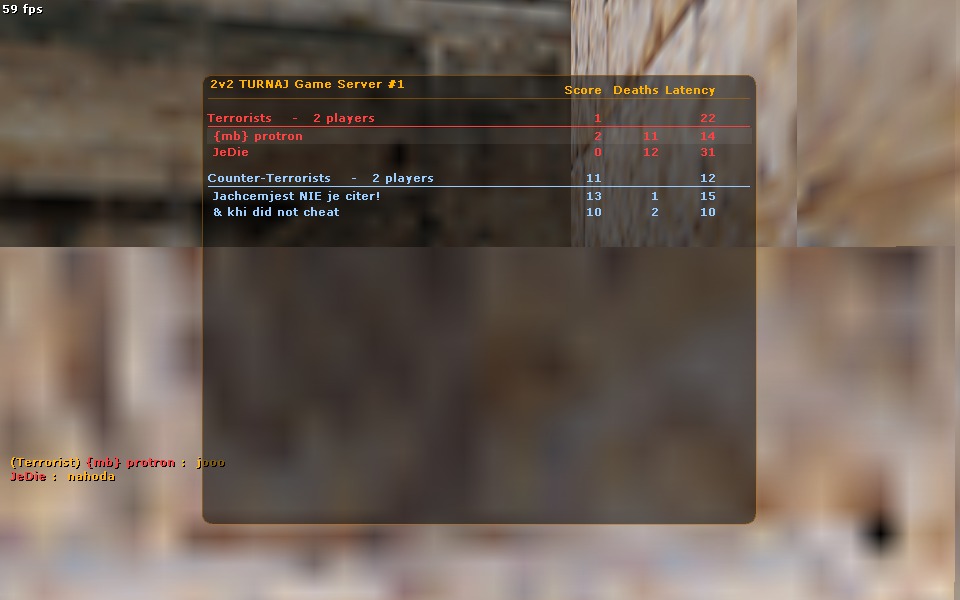 59 fps
2v2 TURNAJ Game Server #1 Score Deaths Latency
Terrorists - 2 players 1 22
{mb} protron 2 11 14
JeDie 0 12 31
Counter-Terrorists - 2 players 11 12
Jachcemjest NIE je citer! 13 1 15
& khi did not cheat 10 2 10
(Terrorist) {mb} protron : jooo
JeDie : nahoda